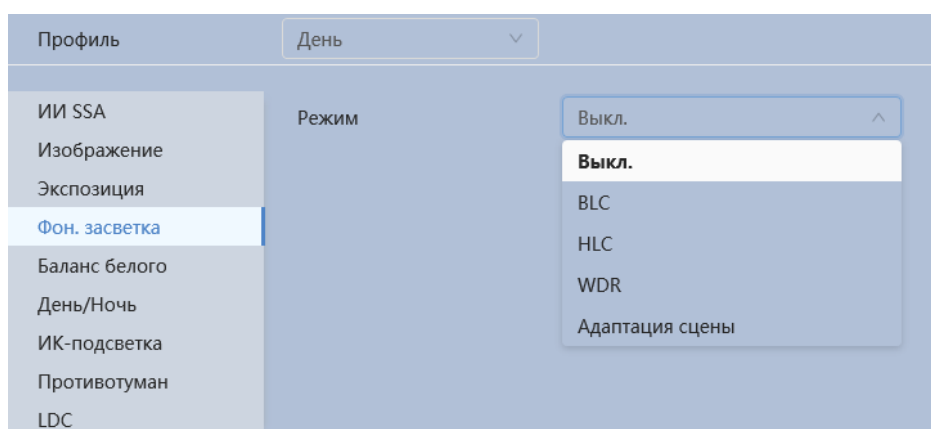 Профиль
День
ИИ SSA
Изображение
Экспозиция
Фон. засветка
Баланс белого
День/Ночь
ИК-подсветка
Противотуман
LDC
Режим
Выкл.
Выкл.
BLC
HLC
WDR
Адаптация сцены